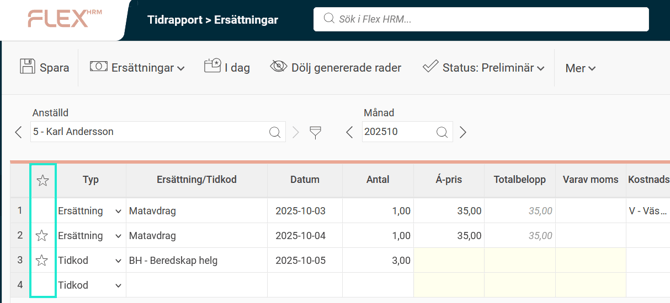 FLEX HRM
Tidrapport > Ersättningar
Sök i Flex HRM...
Spara
Ersättningar
I dag
Dölj genererade rader
Status: Preliminär
Mer
Anställd
Månad
5 - Karl Andersson
202510
Typ Ersättning/Tidkod Datum Antal Á-pris Totalbelopp Varav moms Kostnads
1 Ersättning Matavdrag 2025-10-03 1,00 35,00 35,00 V - Väs...
2 Ersättning Matavdrag 2025-10-04 1,00 35,00 35,00
3 Tidkod BH - Beredskap helg 2025-10-05 3,00
4 Tidkod